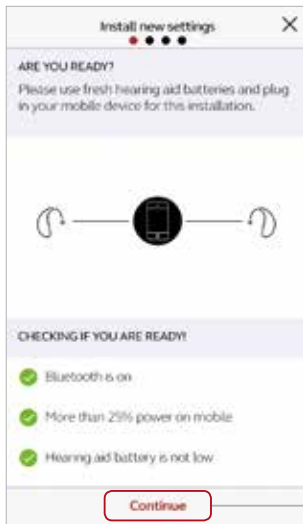 Install new settings
ARE YOU READY?
Please use fresh hearing aid batteries and plug
in your mobile device for this installation.
CHECKING IF YOU ARE READY!
Bluetooth is on
More than 25% power on mobile
Hearing aid battery is not low
Continue